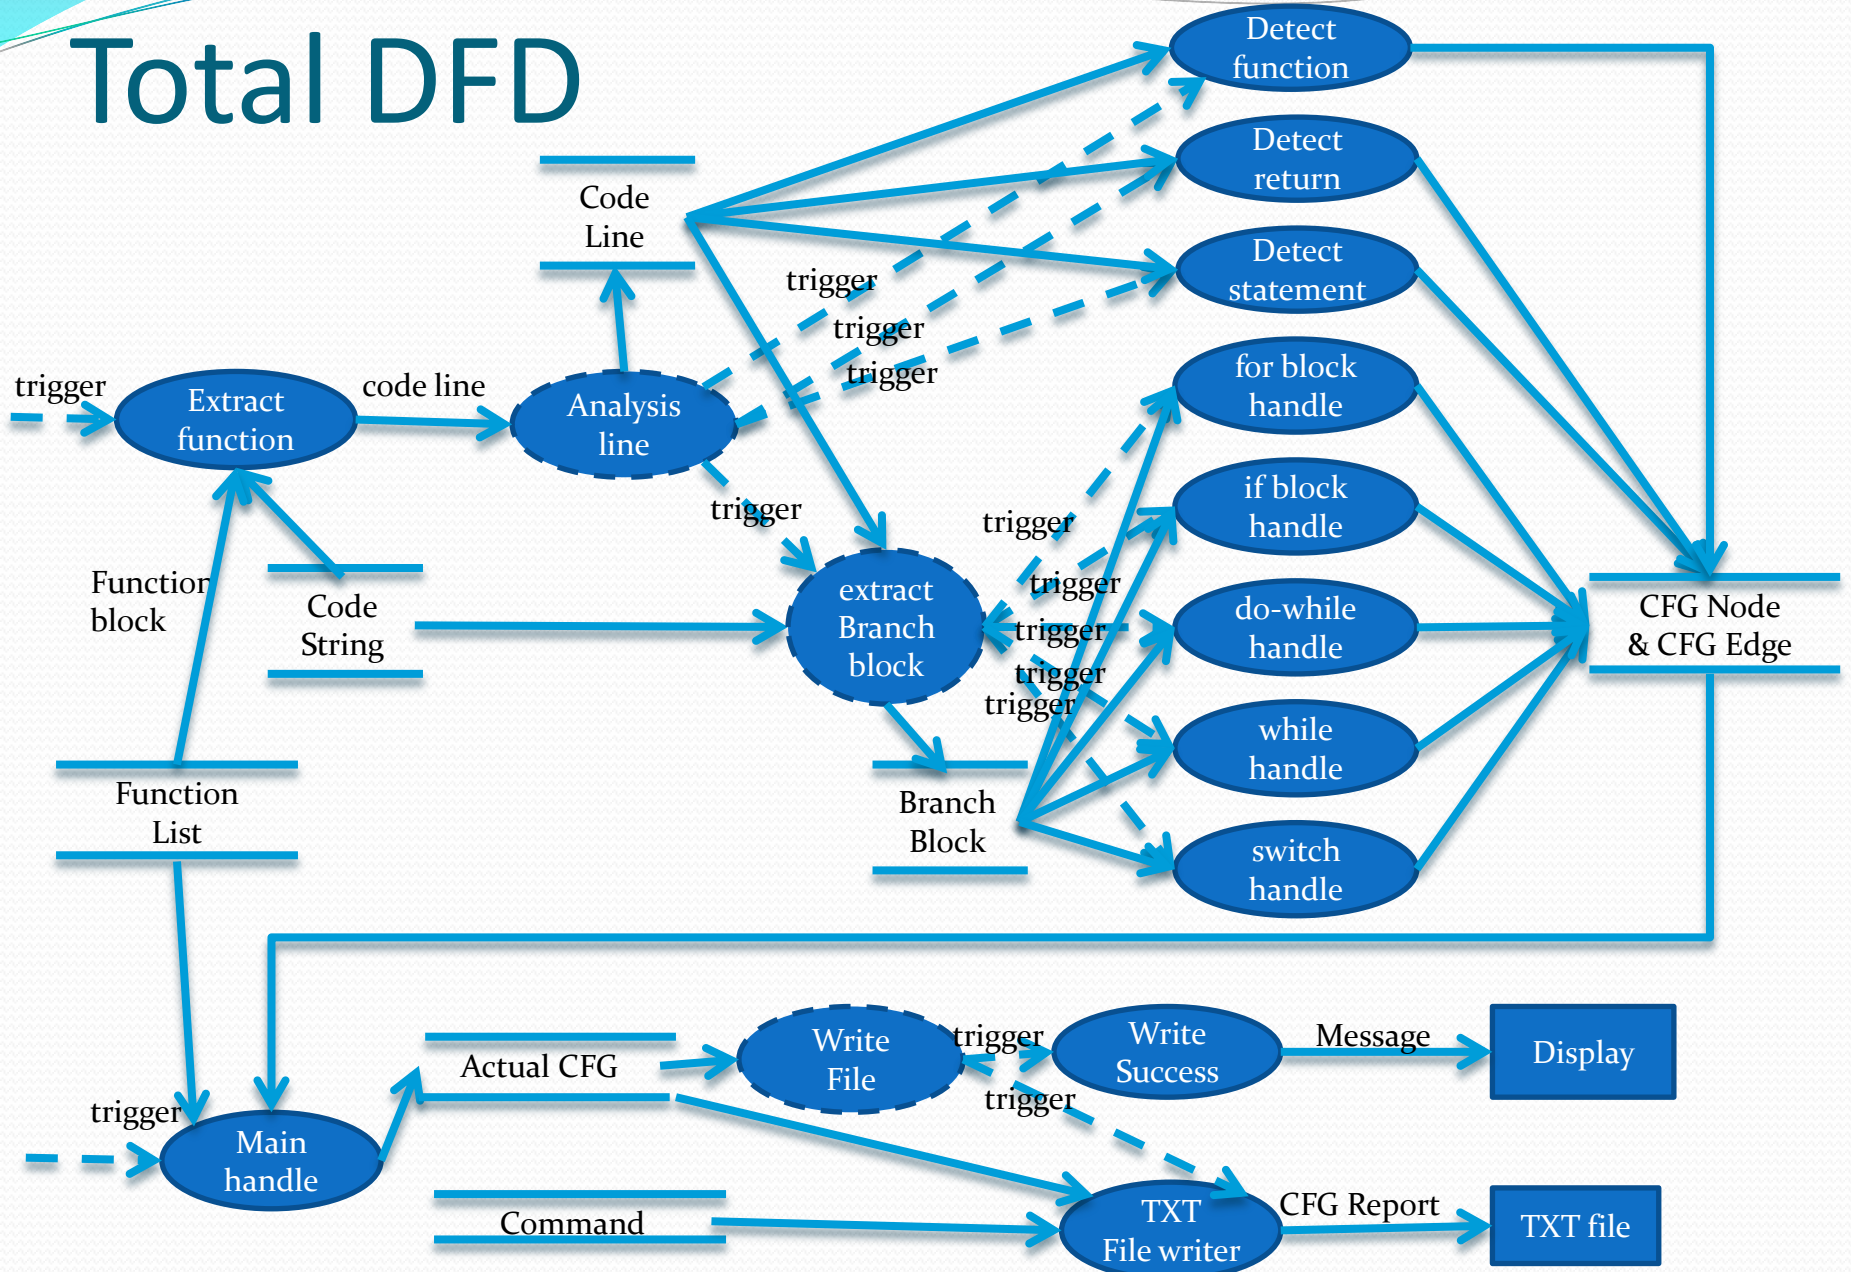 Total DFD
Detect
function
Detect
return
Code
Line
Detect
statement
trigger
trigger
trigger
trigger
Extract
function
code line
Analysis
line
for block
handle
trigger
trigger
if block
handle
Function
block
Code
String
extract
Branch
block
trigger
trigger
trigger
trigger
do-while
handle
CFG Node
& CFG Edge
while
handle
Function
List
Branch
Block
switch
handle
Actual CFG
Write
File
trigger
trigger
Write
Success
Message
Display
trigger
Main
handle
Command
TXT
File writer
CFG Report
TXT file